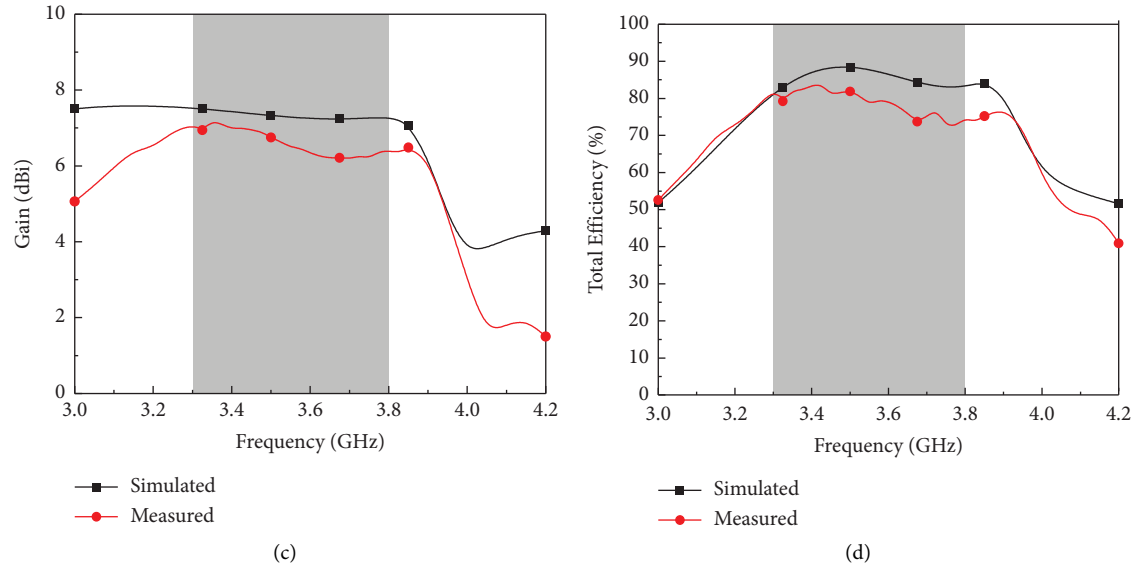 10
8
6
4
2
0
Gain (dBi)
3.0 3.2 3.4 3.6 3.8 4.0 4.2
Frequency (GHz)
Simulated
Measured
(c)
100
90
80
70
60
50
40
30
20
10
0
Total Efficiency (%)
3.0 3.2 3.4 3.6 3.8 4.0 4.2
Frequency (GHz)
Simulated
Measured
(d)